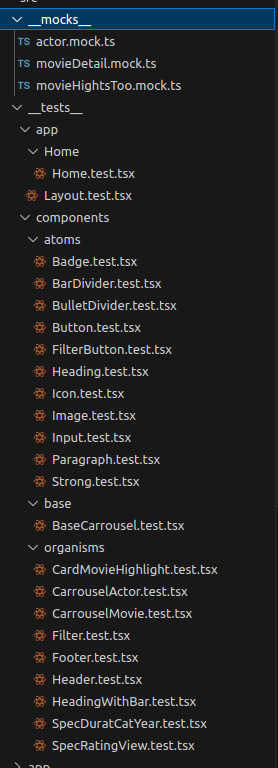 src
__mocks__
TS actor.mock.ts
TS movieDetail.mock.ts
TS movieHightsToo.mock.ts
__tests__
app
Home
Home.test.tsx
Layout.test.tsx
components
atoms
Badge.test.tsx
BarDivider.test.tsx
BulletDivider.test.tsx
Button.test.tsx
FilterButton.test.tsx
Heading.test.tsx
Icon.test.tsx
Image.test.tsx
Input.test.tsx
Paragraph.test.tsx
Strong.test.tsx
base
BaseCarrousel.test.tsx
organisms
CardMovieHighlight.test.tsx
CarrouselActor.test.tsx
CarrouselMovie.test.tsx
Filter.test.tsx
Footer.test.tsx
Header.test.tsx
HeadingWithBar.test.tsx
SpecDuratCatYear.test.tsx
SpecRatingView.test.tsx
app